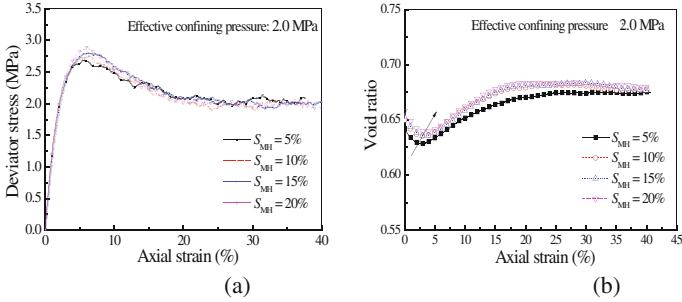 Effective confining pressure: 2.0 MPa
Deviator stress (MPa)
3.5
3.0
2.5
2.0
1.5
1.0
0.5
0.0
S_MH = 5%
S_MH = 10%
S_MH = 15%
S_MH = 20%
0 10 20 30 40
Axial strain (%)
(a)
Effective confining pressure 2.0 MPa
Void ratio
0.75
0.70
0.65
0.60
0.55
S_MH = 5%
S_MH = 10%
S_MH = 15%
S_MH = 20%
0 5 10 15 20 25 30 35 40 45 50
Axial strain (%)
(b)